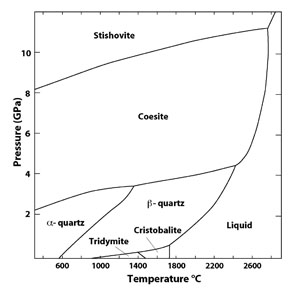 Stishovite
10
Coesite
8
Pressure (GPa)
6
4
β-quartz
2
α-quartz
Cristobalite
Liquid
Tridymite
600 1000 1400 1800 2200 2600
Temperature °C